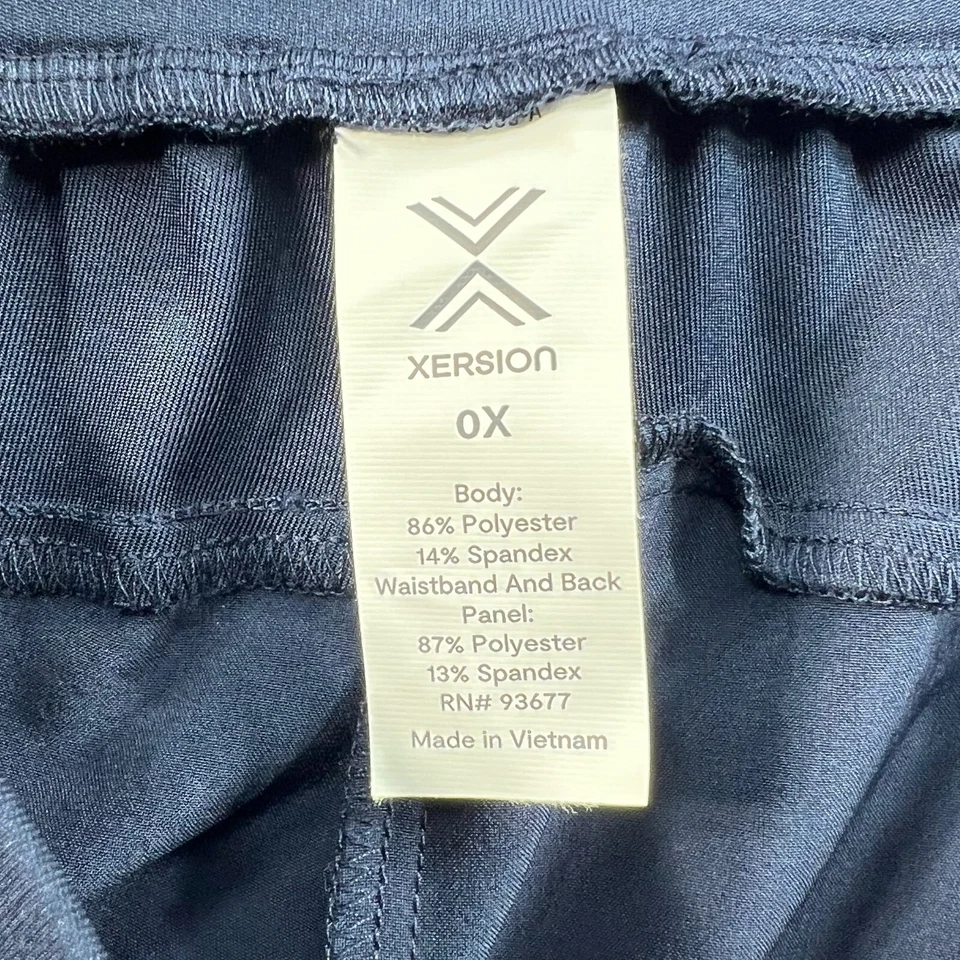 XERSION
0X
Body:
86% Polyester
14% Spandex
Waistband And Back
Panel:
87% Polyester
13% Spandex
RN# 93677
Made in Vietnam